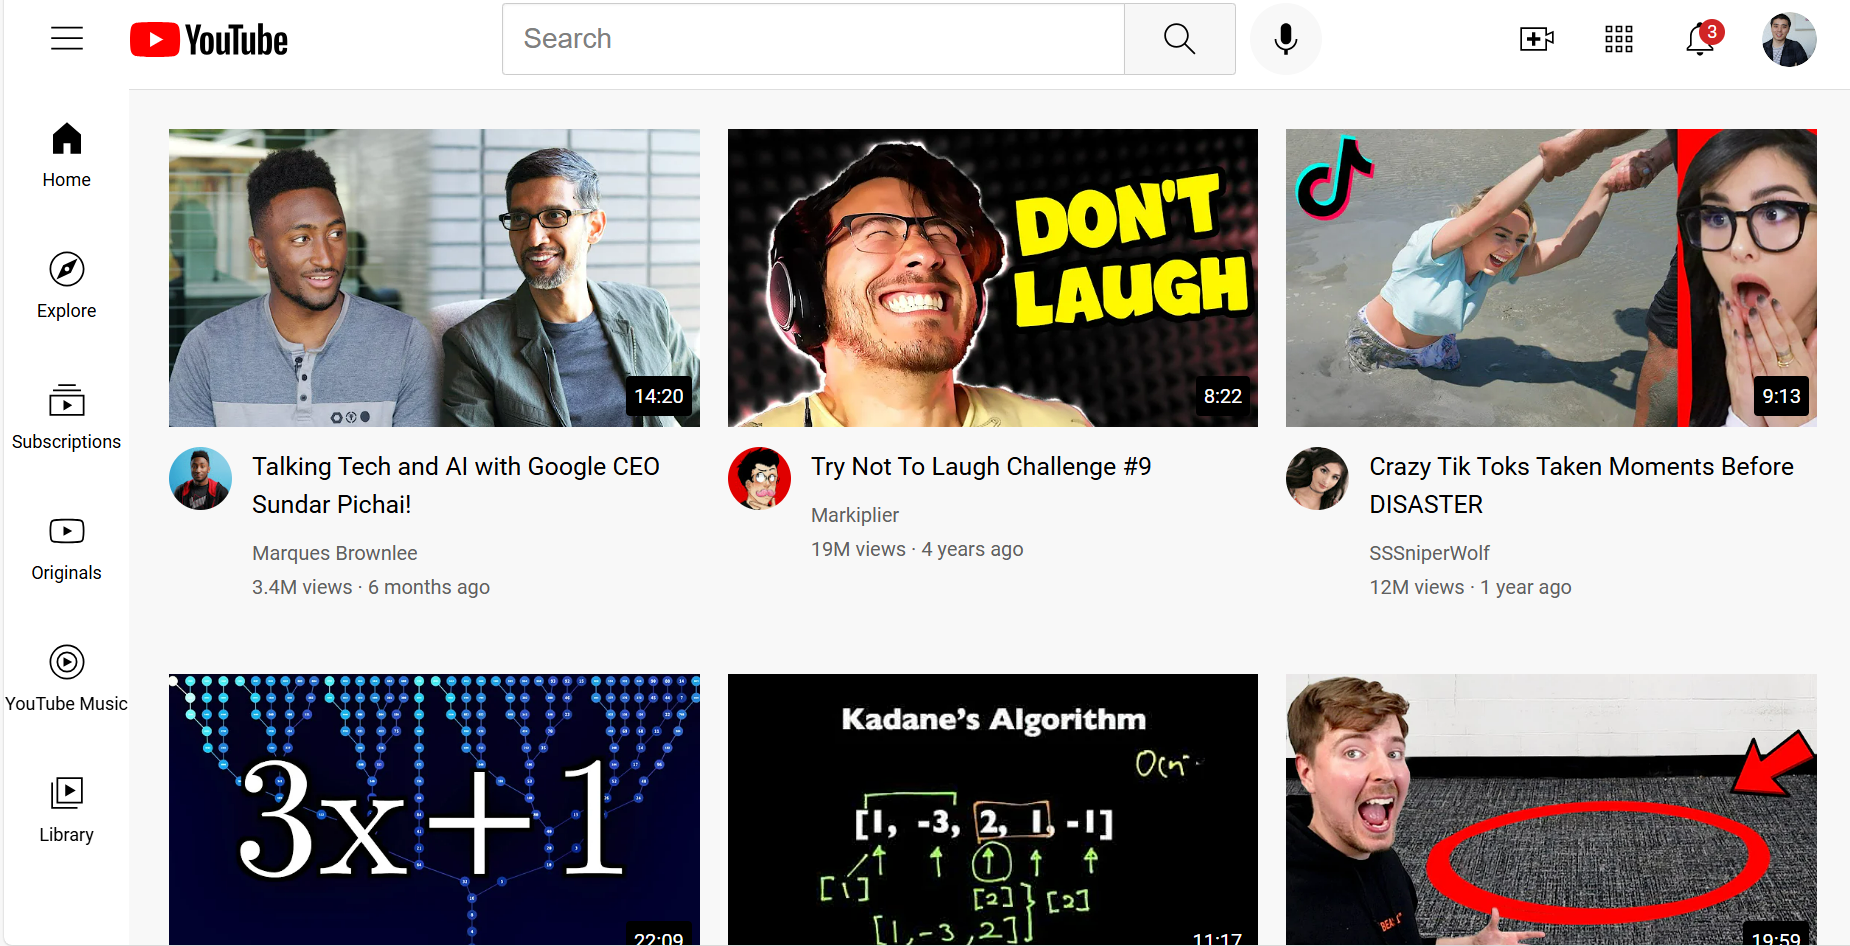 YouTube
Search
3
Home
Explore
Subscriptions
Originals
YouTube Music
Library
14:20
Talking Tech and AI with Google CEO
Sundar Pichai!
Marques Brownlee
3.4M views · 6 months ago
DON'T
LAUGH
8:22
Try Not To Laugh Challenge #9
Markiplier
19M views · 4 years ago
9:13
Crazy Tik Toks Taken Moments Before
DISASTER
SSSniperWolf
12M views · 1 year ago
3x+1
22:09
Kadane's Algorithm
[1, -3, 2, 1, -1]
[1]
[2]
[2]
[1, -3, 2]
11:17
19:59